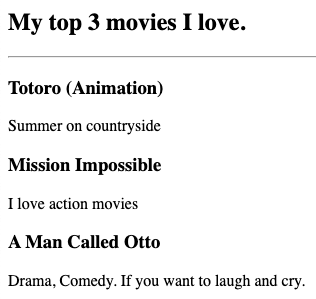 My top 3 movies I love.
Totoro (Animation)
Summer on countryside
Mission Impossible
I love action movies
A Man Called Otto
Drama, Comedy. If you want to laugh and cry.